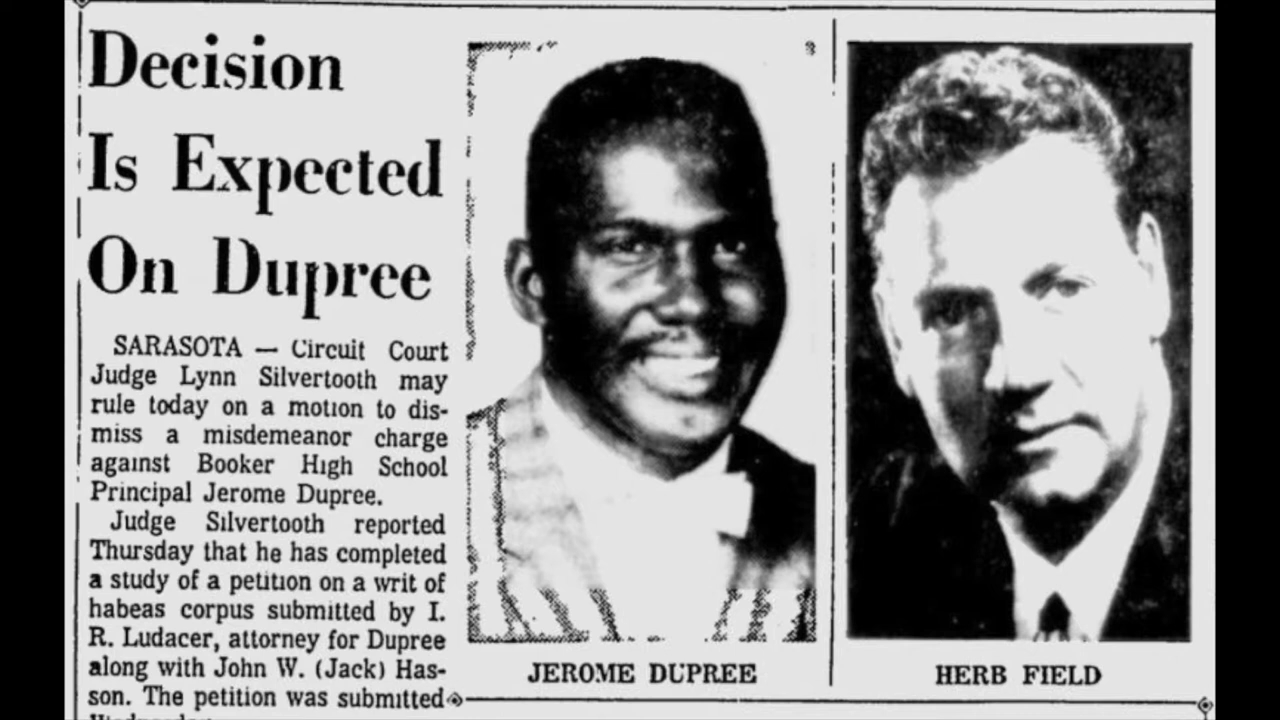 Decision
Is Expected
On Dupree
SARASOTA — Circuit Court
Judge Lynn Silvertooth may
rule today on a motion to dis-
miss a misdemeanor charge
against Booker High School
Principal Jerome Dupree.
Judge Silvertooth reported
Thursday that he has completed
a study of a petition on a writ of
habeas corpus submitted by I.
R. Ludacer, attorney for Dupree
along with John W. (Jack) Has-
son. The petition was submitted
JEROME DUPREE
HERB FIELD